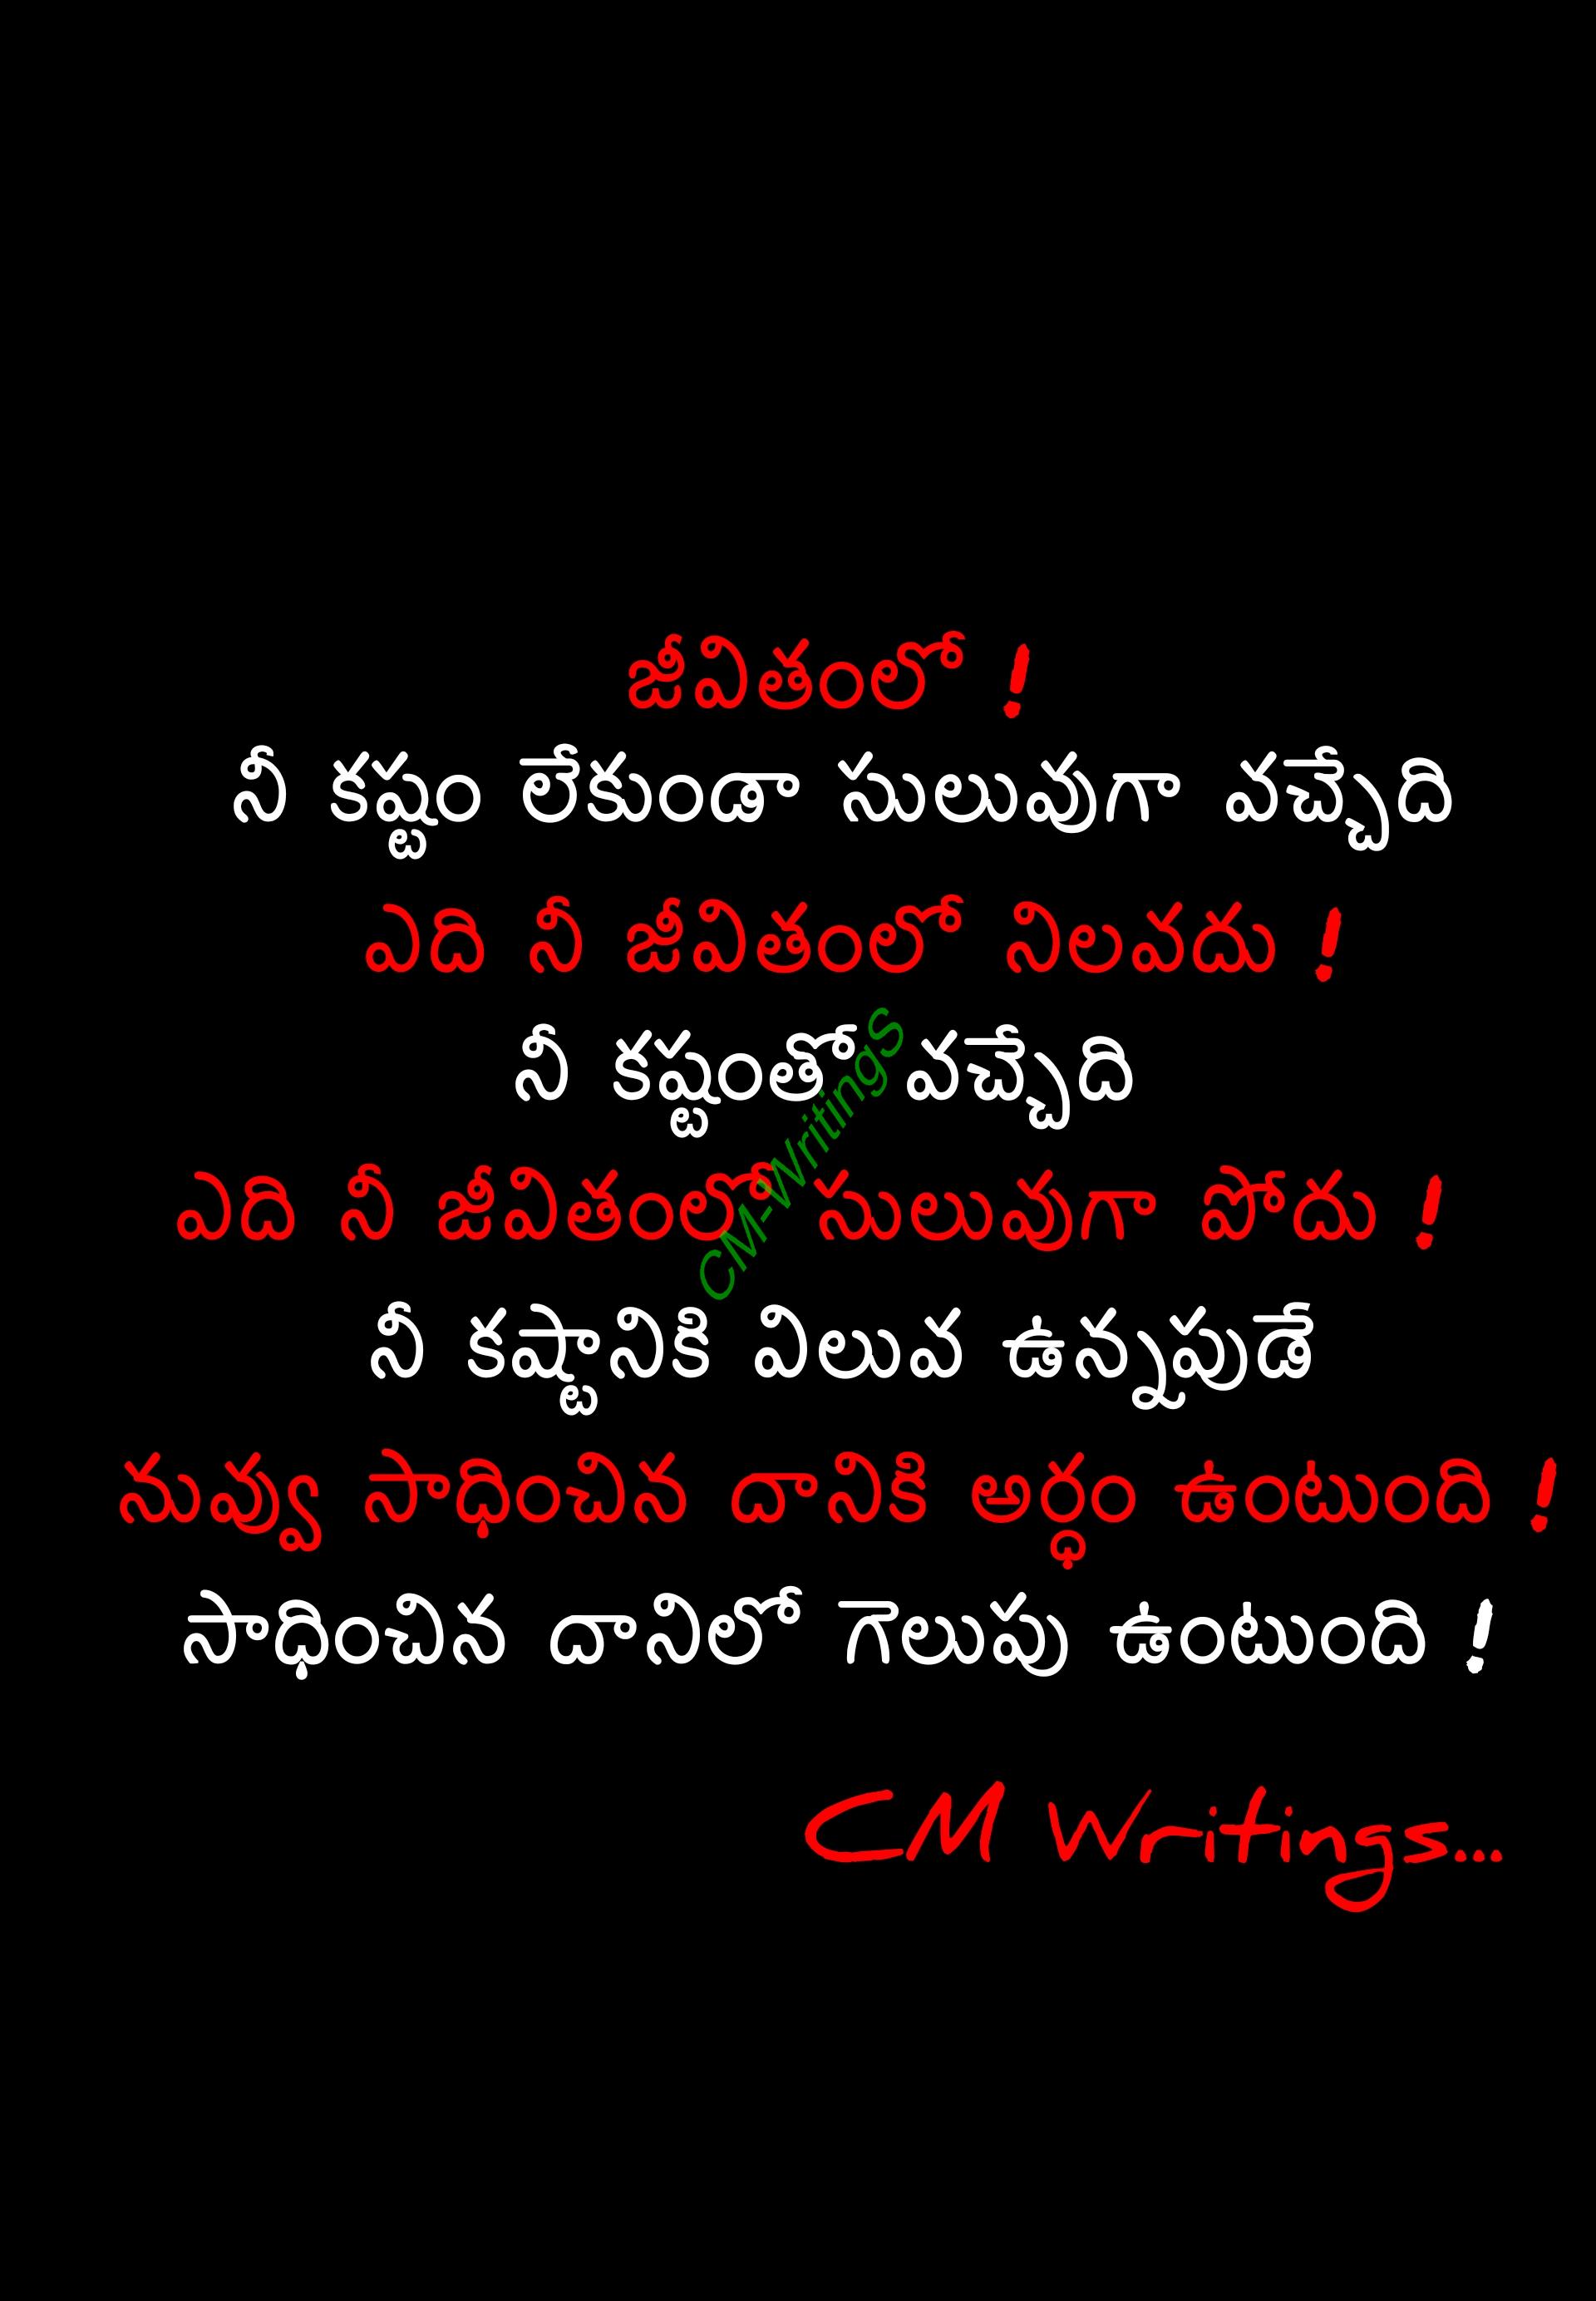 జీవితంలో !
నీ కష్టం లేకుండా సులువుగా వచ్చేది
ఎది నీ జీవితంలో నిలవదు !
నీ కష్టంతో వచ్చేది
ఎది నీ జీవితంలో సులువుగా పోదు !
నీ కష్టానికి విలువ ఉన్నపుడే
నువ్వు సాధించిన దానికి అర్ధం ఉంటుంది !
సాధించిన దానిలో గెలుపు ఉంటుంది !
CM-WritingS
CM Writings...